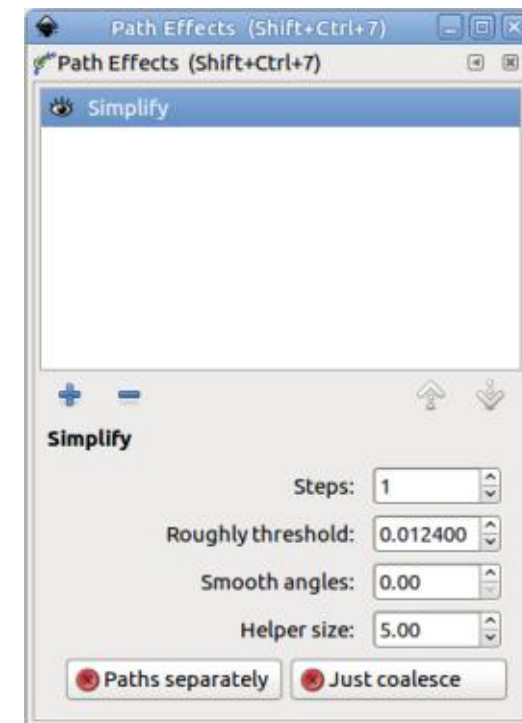 Path Effects (Shift+Ctrl+7)
Path Effects (Shift+Ctrl+7)
Simplify
Simplify
Steps: 1
Roughly threshold: 0.012400
Smooth angles: 0.00
Helper size: 5.00
Paths separately Just coalesce